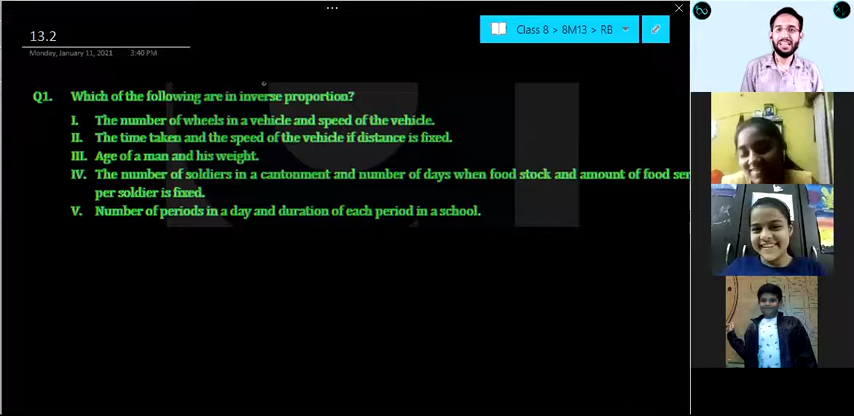 13.2
Monday, January 11, 2021 3:40 PM
Class 8 > 8M13 > RB
Q1. Which of the following are in inverse proportion?
I. The number of wheels in a vehicle and speed of the vehicle.
II. The time taken and the speed of the vehicle if distance is fixed.
III. Age of a man and his weight.
IV. The number of soldiers in a cantonment and number of days when food stock and amount of food ser
per soldier is fixed.
V. Number of periods in a day and duration of each period in a school.